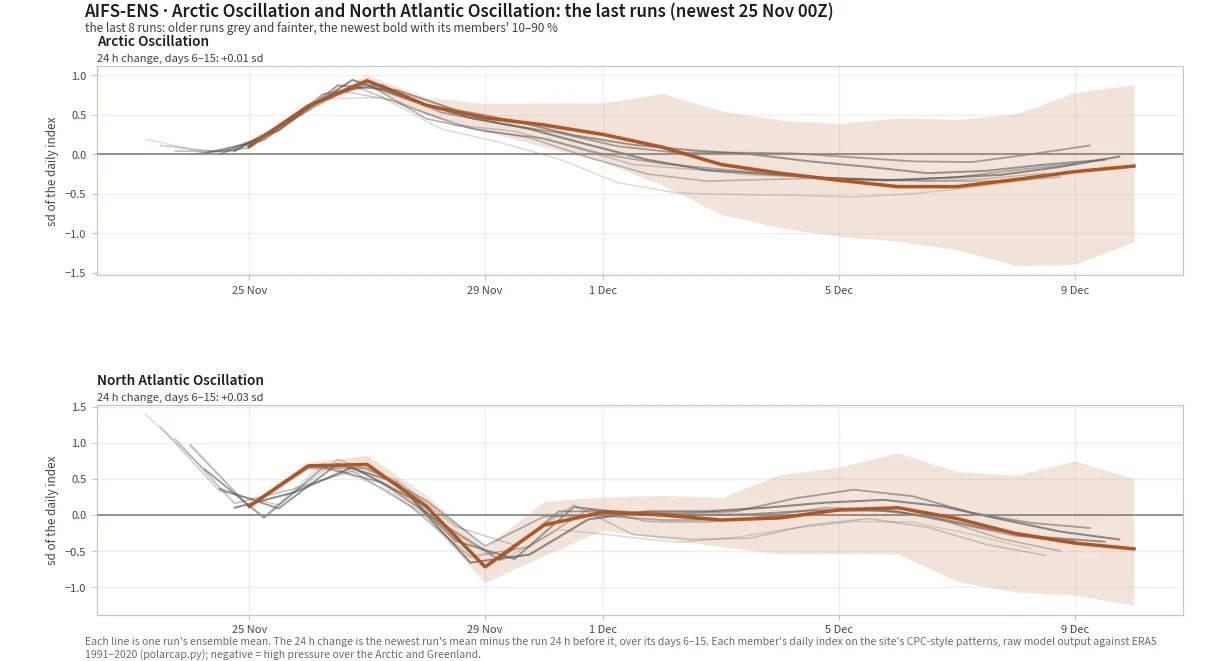 AIFS-ENS · Arctic Oscillation and North Atlantic Oscillation: the last runs (newest 25 Nov 00Z)
the last 8 runs: older runs grey and fainter, the newest bold with its members' 10–90 %
Arctic Oscillation
24 h change, days 6–15: +0.01 sd
1.0
0.5
0.0
−0.5
−1.0
−1.5
sd of the daily index
25 Nov
29 Nov
1 Dec
5 Dec
9 Dec
North Atlantic Oscillation
24 h change, days 6–15: +0.03 sd
1.5
1.0
0.5
0.0
−0.5
−1.0
sd of the daily index
25 Nov
29 Nov
1 Dec
5 Dec
9 Dec
Each line is one run's ensemble mean. The 24 h change is the newest run's mean minus the run 24 h before it, over its days 6–15. Each member's daily index on the site's CPC-style patterns, raw model output against ERA5
1991–2020 (polarcap.py); negative = high pressure over the Arctic and Greenland.